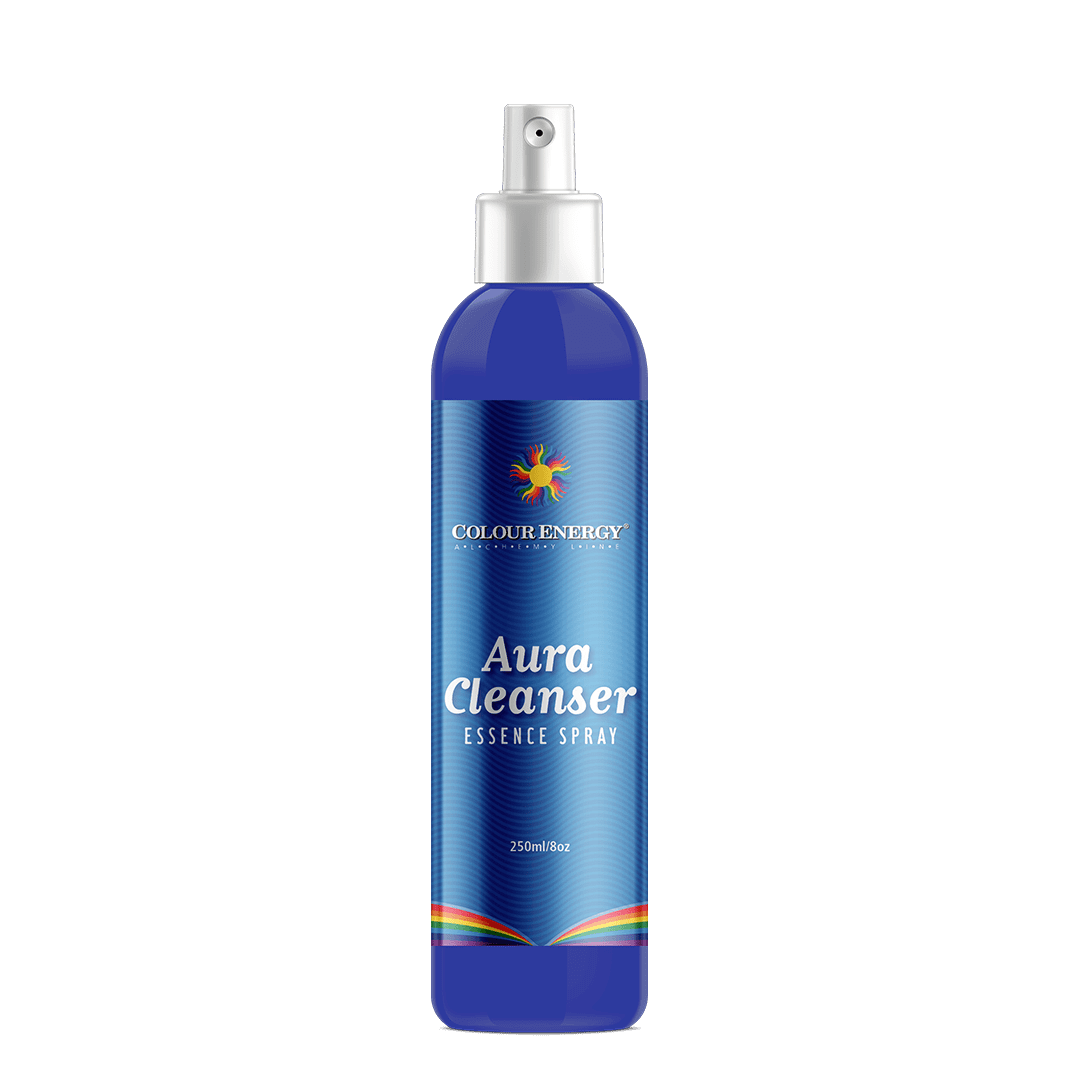 COLOUR ENERGY®
A•L•C•H•E•M•Y L•I•N•E
Aura
Cleanser
ESSENCE SPRAY
250ml/8oz